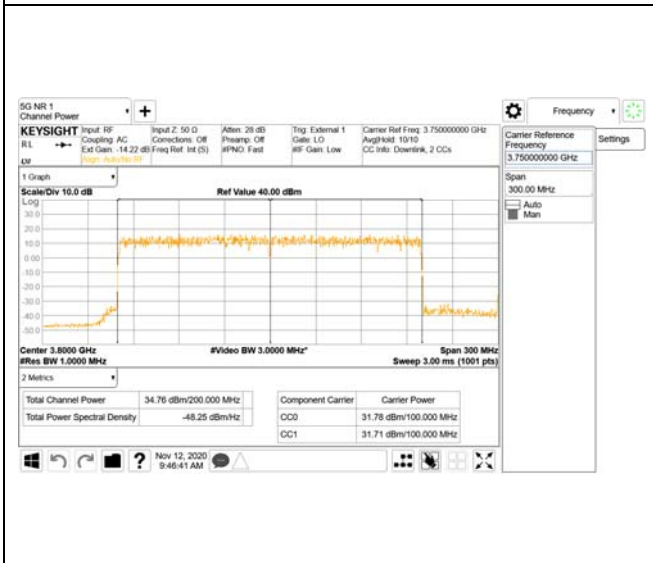 5G NR 1
Channel Power
Frequency
KEYSIGHT
RL
Input: RF
Coupling: AC
Ext Gain: -14.22 dB
Align: Auto/No RF
Input Z: 50 Ω
Corrections: Off
Freq Ref: Int (S)
Atten: 28 dB
Preamp: Off
#PNO: Fast
Trig: External 1
Gate: LO
#IF Gain: Low
Carrier Ref Freq: 3.750000000 GHz
Avg|Hold: 10/10
CC Info: Downlink, 2 CCs
Carrier Reference
Frequency
3.750000000 GHz
Settings
Span
300.00 MHz
Auto
Man
1 Graph
Scale/Div 10.0 dB
Ref Value 40.00 dBm
Log
30.0
20.0
10.0
0.00
-10.0
-20.0
-30.0
-40.0
-50.0
Center 3.8000 GHz
#Video BW 3.0000 MHz*
Span 300 MHz
#Res BW 1.0000 MHz
Sweep 3.00 ms (1001 pts)
2 Metrics
Total Channel Power 34.76 dBm/200.000 MHz
Total Power Spectral Density -48.25 dBm/Hz
Component Carrier Carrier Power
CC0 31.78 dBm/100.000 MHz
CC1 31.71 dBm/100.000 MHz
Nov 12, 2020
9:46:41 AM